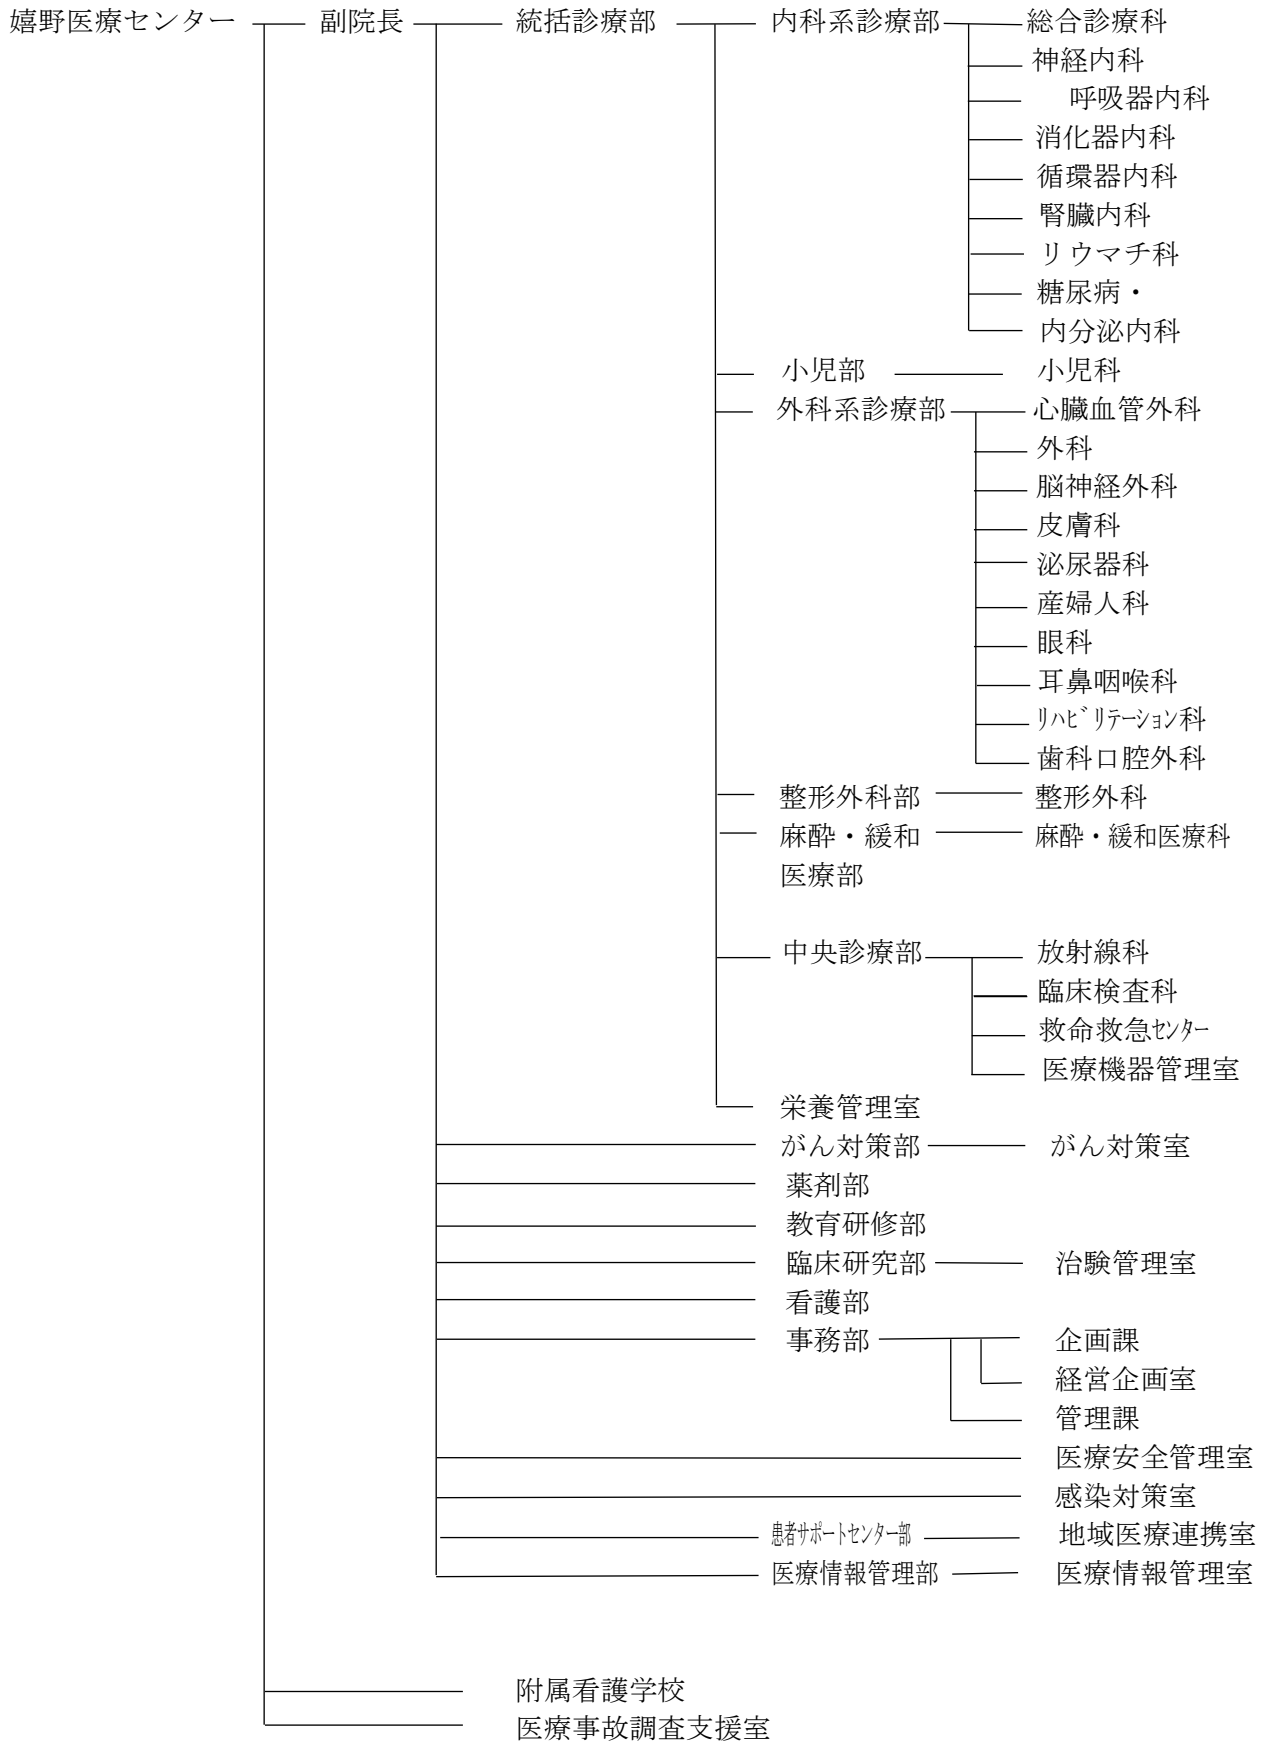 嬉野医療センター 副院長 統括診療部 内科系診療部 総合診療科
神経内科
呼吸器内科
消化器内科
循環器内科
腎臓内科
リウマチ科
糖尿病・
内分泌内科
小児部 小児科
外科系診療部 心臓血管外科
外科
脳神経外科
皮膚科
泌尿器科
産婦人科
眼科
耳鼻咽喉科
ﾘﾊﾋﾞﾘﾃｰｼｮﾝ科
歯科口腔外科
整形外科部 整形外科
麻酔・緩和 麻酔・緩和医療科
医療部
中央診療部 放射線科
臨床検査科
救命救急ｾﾝﾀｰ
医療機器管理室
栄養管理室
がん対策部 がん対策室
薬剤部
教育研修部
臨床研究部 治験管理室
看護部
事務部 企画課
経営企画室
管理課
医療安全管理室
感染対策室
患者サポートセンター部 地域医療連携室
医療情報管理部 医療情報管理室
附属看護学校
医療事故調査支援室